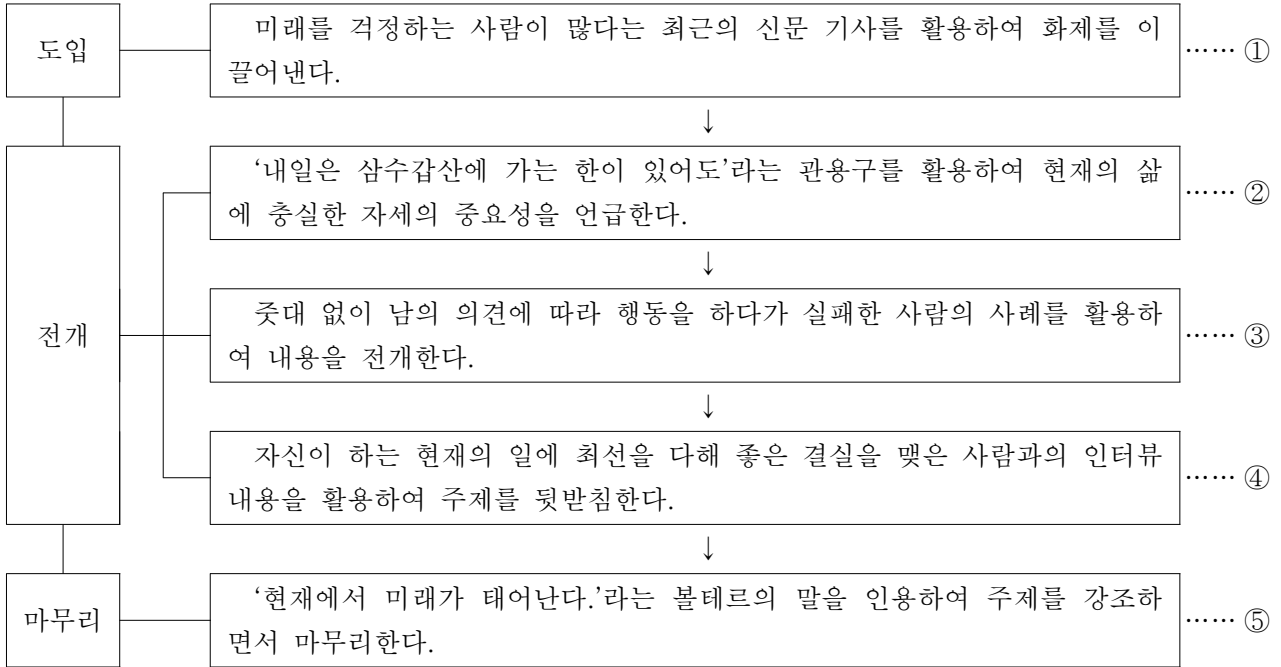 도입
미래를 걱정하는 사람이 많다는 최근의 신문 기사를 활용하여 화제를 이
끌어낸다.
…… ①
↓
전개
‘내일은 삼수갑산에 가는 한이 있어도’라는 관용구를 활용하여 현재의 삶
에 충실한 자세의 중요성을 언급한다.
…… ②
↓
줏대 없이 남의 의견에 따라 행동을 하다가 실패한 사람의 사례를 활용하
여 내용을 전개한다.
…… ③
↓
자신이 하는 현재의 일에 최선을 다해 좋은 결실을 맺은 사람과의 인터뷰
내용을 활용하여 주제를 뒷받침한다.
…… ④
↓
마무리
‘현재에서 미래가 태어난다.’라는 볼테르의 말을 인용하여 주제를 강조하
면서 마무리한다.
…… ⑤